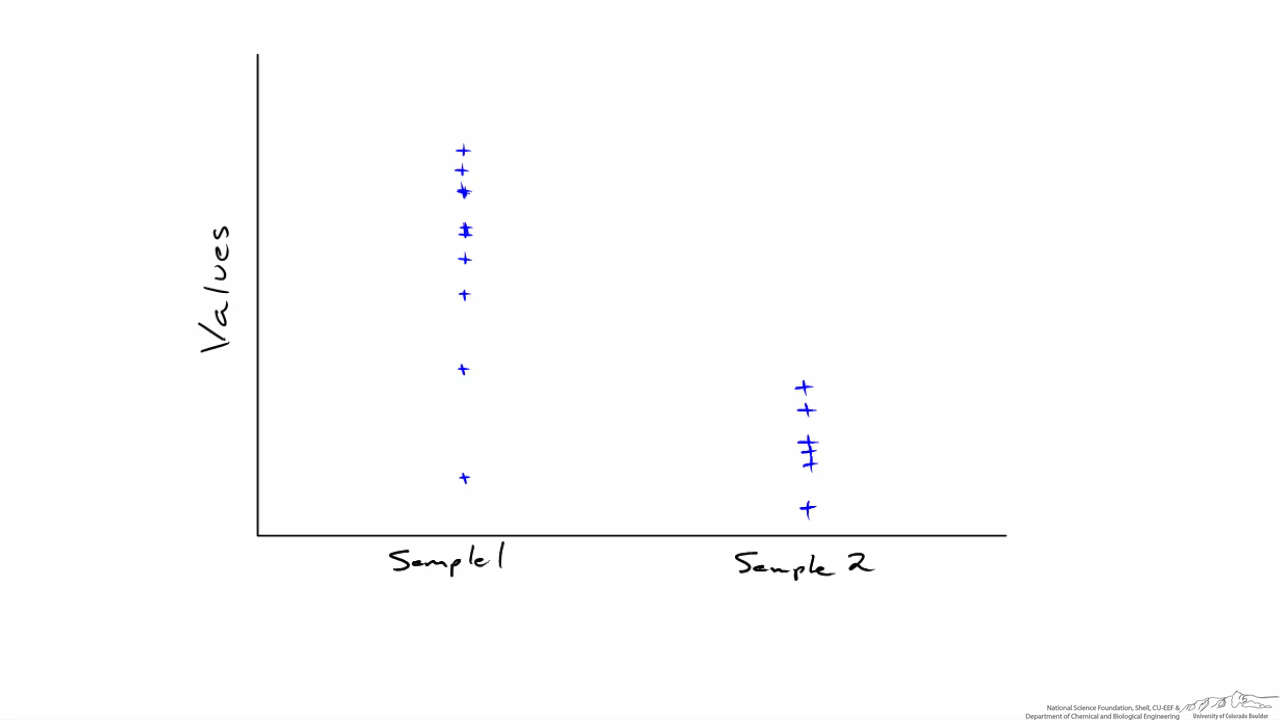 Values
Sample 1
Sample 2
National Science Foundation, Shell, CU-EEF &
Department of Chemical and Biological Engineering
University of Colorado Boulder